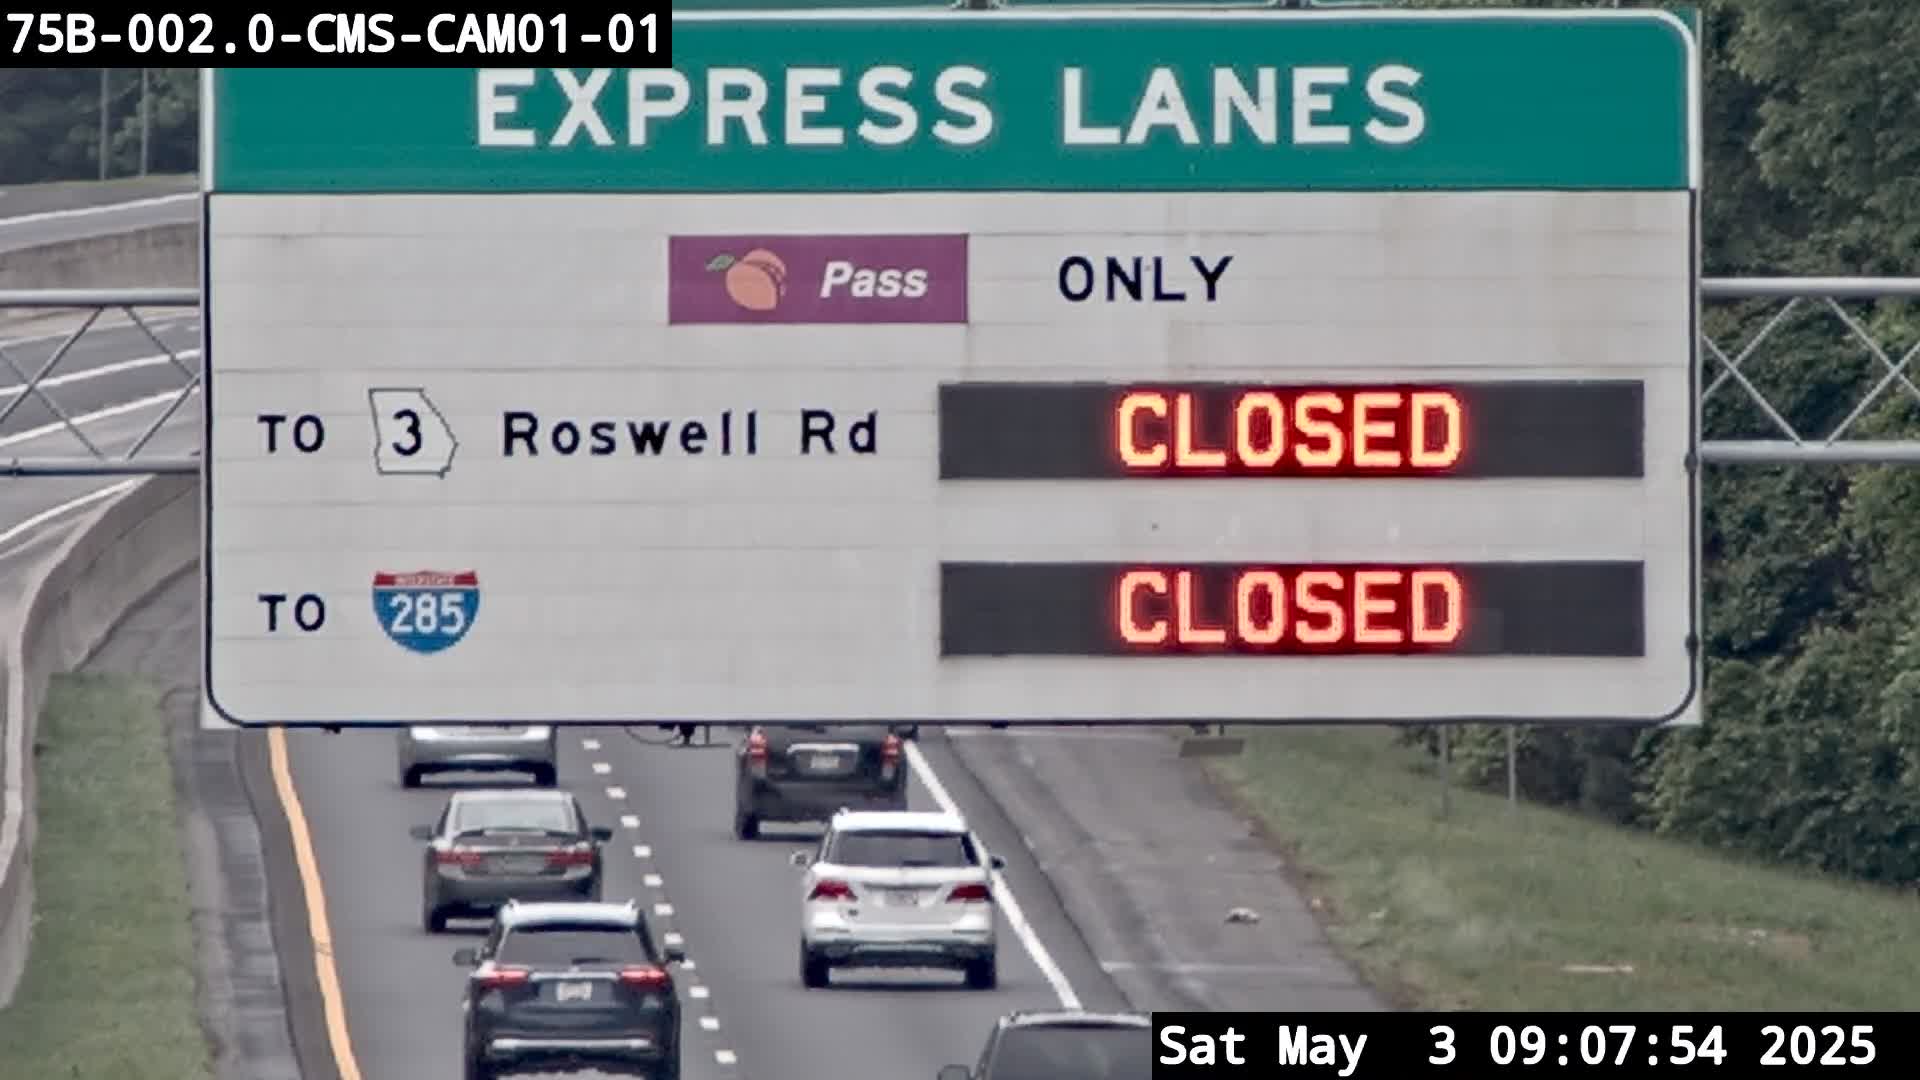 75B-002.0-CMS-CAM01-01
EXPRESS LANES
Pass ONLY
TO 3 Roswell Rd CLOSED
TO INTERSTATE 285 CLOSED
Sat May 3 09:07:54 2025